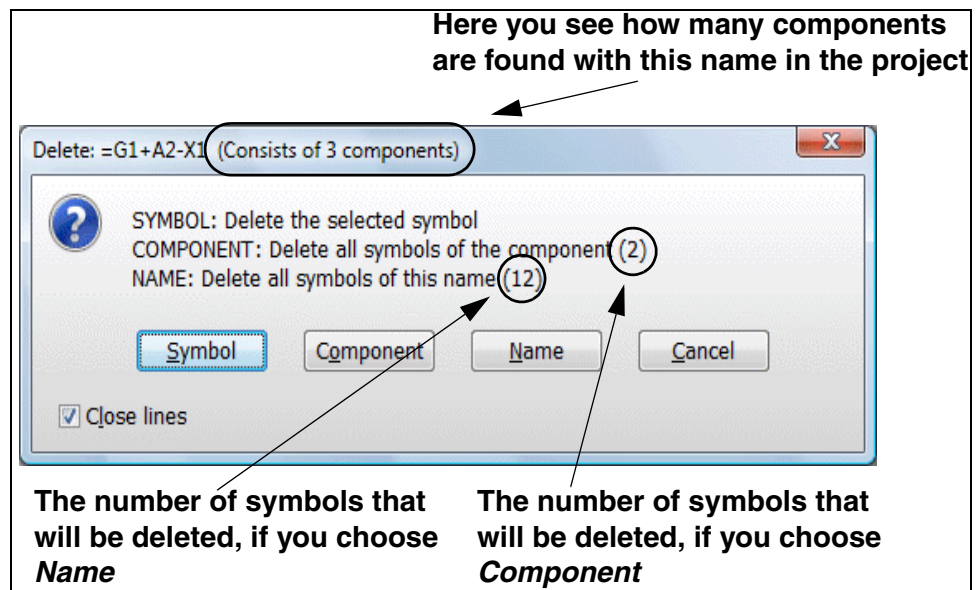 Here you see how many components
are found with this name in the project
Delete: =G1+A2-X1 (Consists of 3 components)
SYMBOL: Delete the selected symbol
COMPONENT: Delete all symbols of the component (2)
NAME: Delete all symbols of this name (12)
Symbol Component Name Cancel
Close lines
The number of symbols that
will be deleted, if you choose
Name
The number of symbols that
will be deleted, if you choose
Component